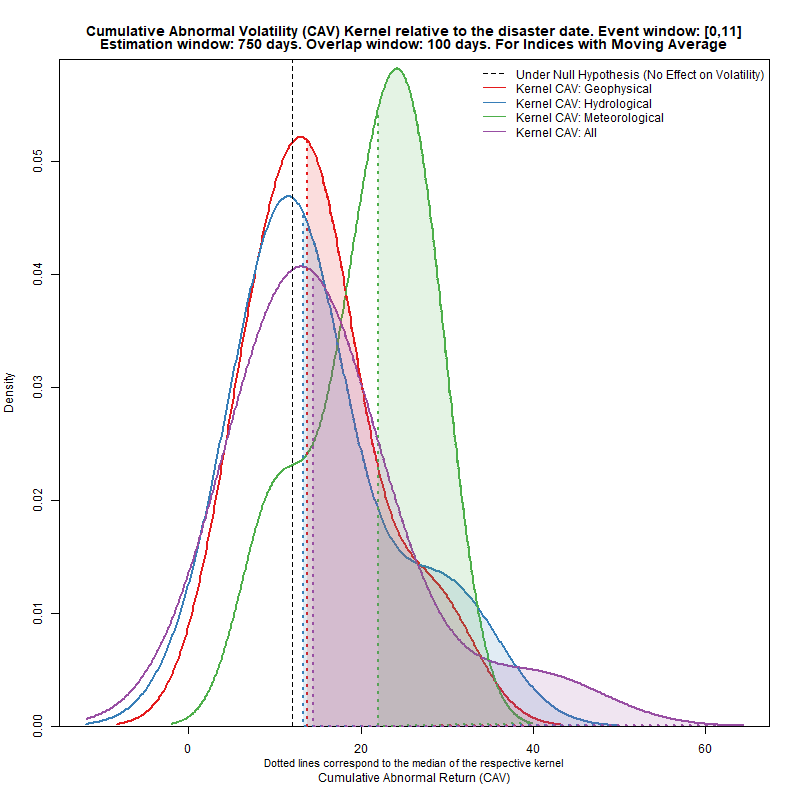 Cumulative Abnormal Volatility (CAV) Kernel relative to the disaster date. Event window: [0,11]
Estimation window: 750 days. Overlap window: 100 days. For Indices with Moving Average
Under Null Hypothesis (No Effect on Volatility)
Kernel CAV: Geophysical
Kernel CAV: Hydrological
Kernel CAV: Meteorological
Kernel CAV: All
0.05
0.04
0.03
0.02
0.01
0.00
Density
0 20 40 60
Dotted lines correspond to the median of the respective kernel
Cumulative Abnormal Return (CAV)